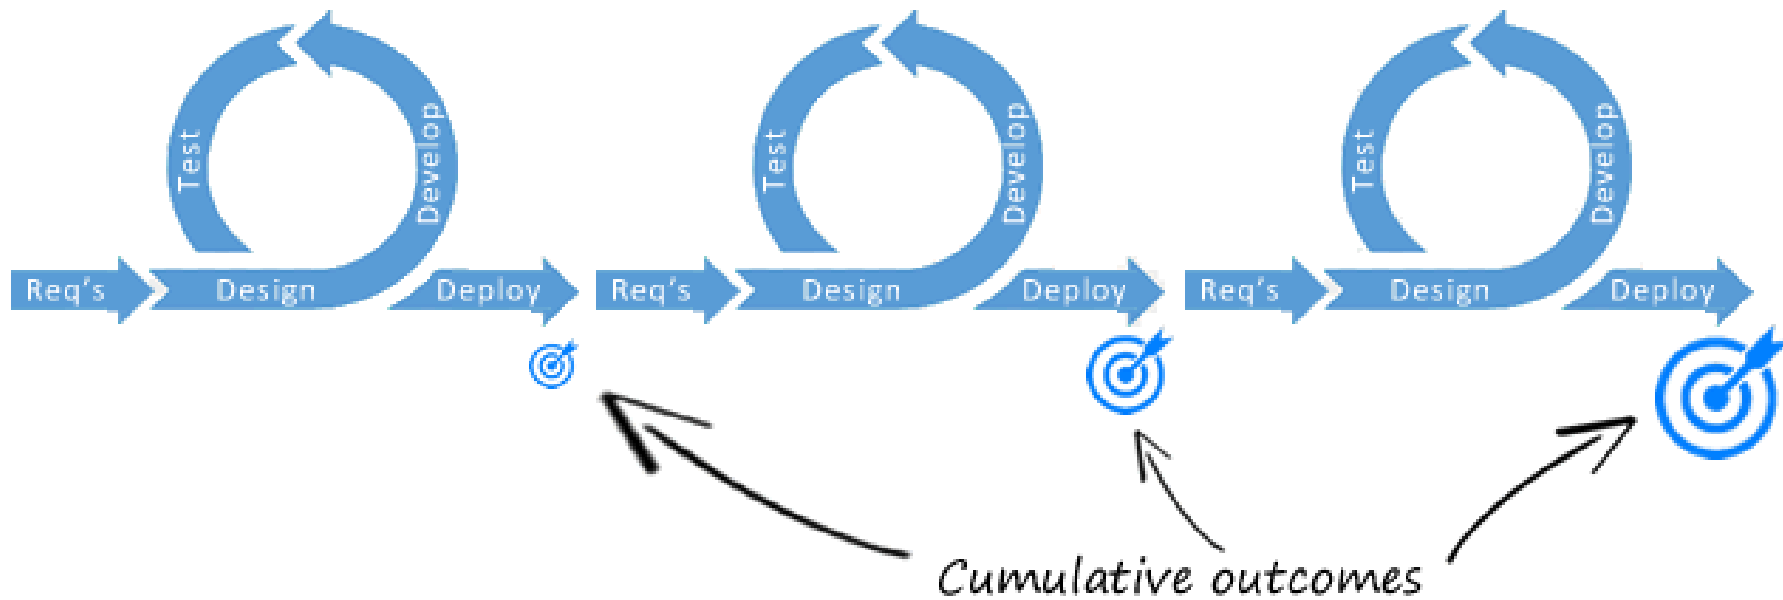 Test
Develop
Req's
Design
Deploy
Test
Develop
Req's
Design
Deploy
Test
Develop
Req's
Design
Deploy
Cumulative outcomes